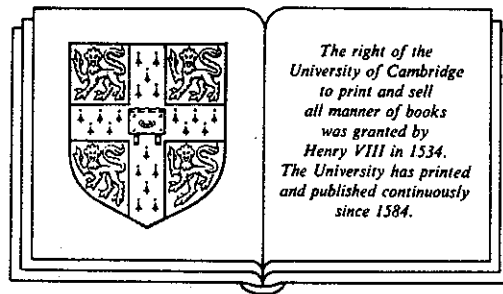 The right of the
University of Cambridge
to print and sell
all manner of books
was granted by
Henry VIII in 1534.
The University has printed
and published continuously
since 1584.